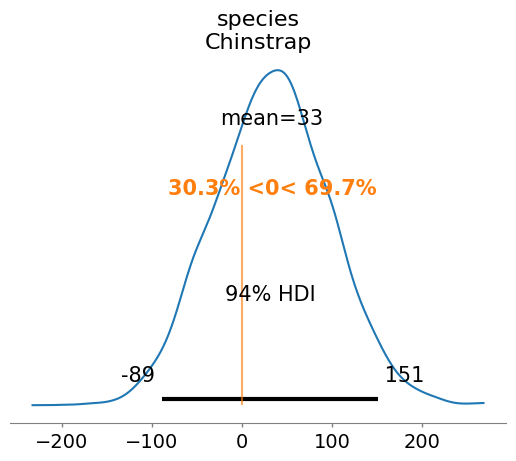 species
Chinstrap
mean=33
30.3% <0< 69.7%
94% HDI
-89
151
−200
−100
0
100
200